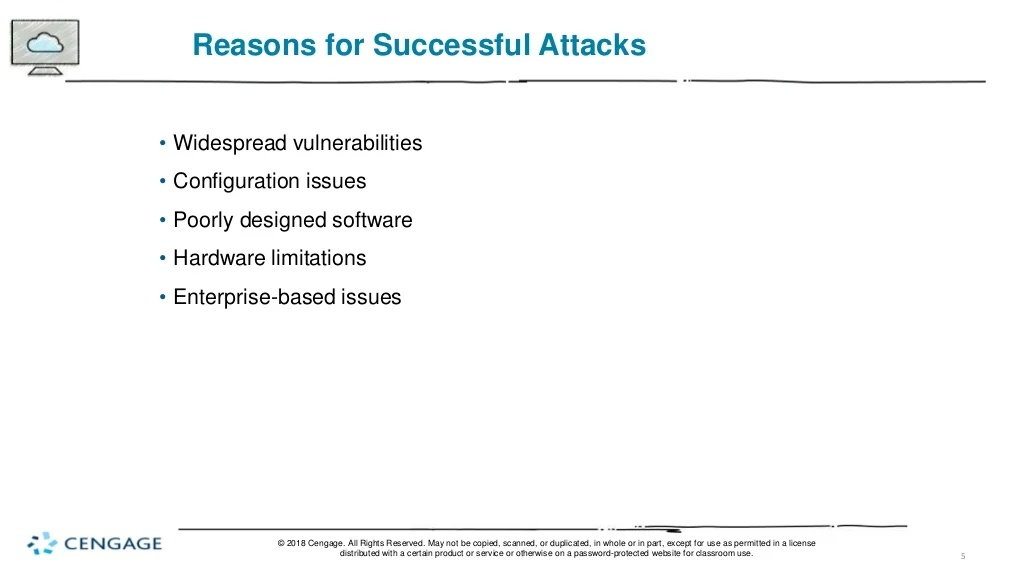 Reasons for Successful Attacks
• Widespread vulnerabilities
• Configuration issues
• Poorly designed software
• Hardware limitations
• Enterprise-based issues
CENGAGE
© 2018 Cengage. All Rights Reserved. May not be copied, scanned, or duplicated, in whole or in part, except for use as permitted in a license
distributed with a certain product or service or otherwise on a password-protected website for classroom use.
5